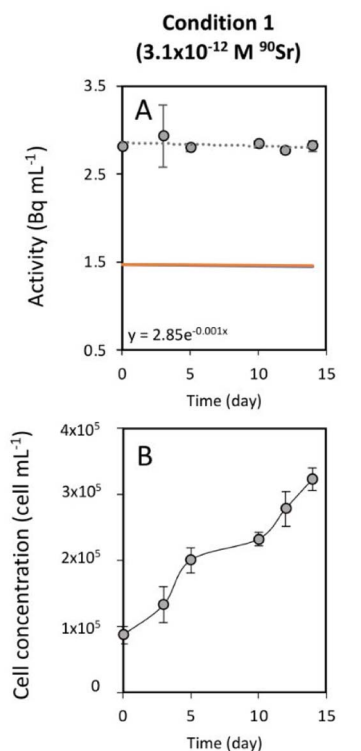 Condition 1
(3.1x10⁻¹² M ⁹⁰Sr)
A
Activity (Bq mL⁻¹)
3.5
2.5
1.5
0.5
y = 2.85e⁻⁰·⁰⁰¹ˣ
0 5 10 15
Time (day)
B
Cell concentration (cell mL⁻¹)
4x10⁵
3x10⁵
2x10⁵
1x10⁵
0
0 5 10 15
Time (day)